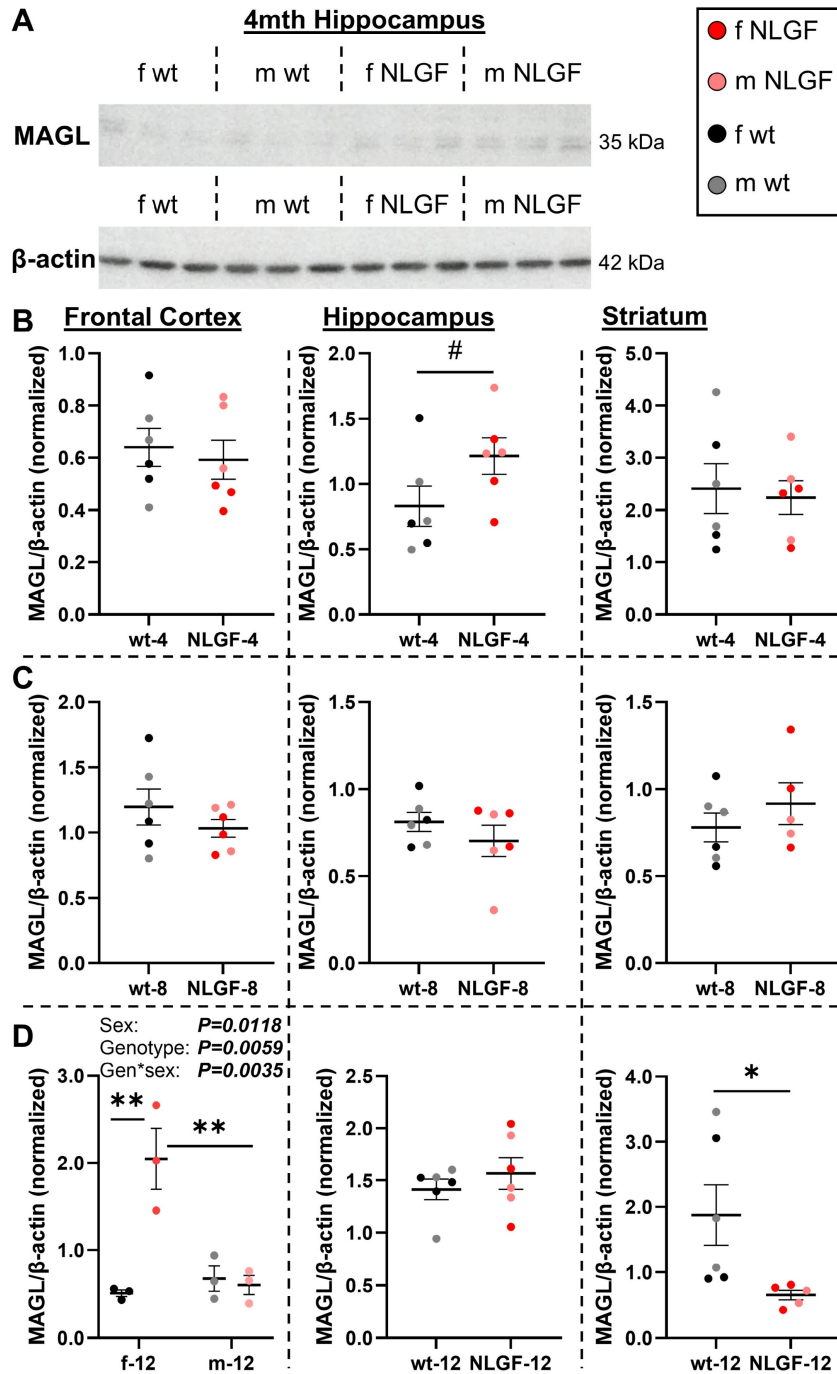 A
4mth Hippocampus
f wt | m wt | f NLGF | m NLGF
MAGL
35 kDa
f wt | m wt | f NLGF | m NLGF
β-actin
42 kDa
f NLGF
m NLGF
f wt
m wt
B
Frontal Cortex
Hippocampus
Striatum
MAGL/β-actin (normalized)
1.0
0.8
0.6
0.4
0.2
0.0
wt-4 NLGF-4
MAGL/β-actin (normalized)
2.0
1.5
1.0
0.5
0.0
#
wt-4 NLGF-4
MAGL/β-actin (normalized)
5.0
4.0
3.0
2.0
1.0
0.0
wt-4 NLGF-4
C
MAGL/β-actin (normalized)
2.0
1.5
1.0
0.5
0.0
wt-8 NLGF-8
MAGL/β-actin (normalized)
1.5
1.0
0.5
0.0
wt-8 NLGF-8
MAGL/β-actin (normalized)
1.5
1.0
0.5
0.0
wt-8 NLGF-8
D
Sex: P=0.0118
Genotype: P=0.0059
Gen*sex: P=0.0035
MAGL/β-actin (normalized)
3.0
2.0
1.0
0.0
**
**
f-12 m-12
MAGL/β-actin (normalized)
2.5
2.0
1.5
1.0
0.5
0.0
wt-12 NLGF-12
MAGL/β-actin (normalized)
4.0
3.0
2.0
1.0
0.0
*
wt-12 NLGF-12